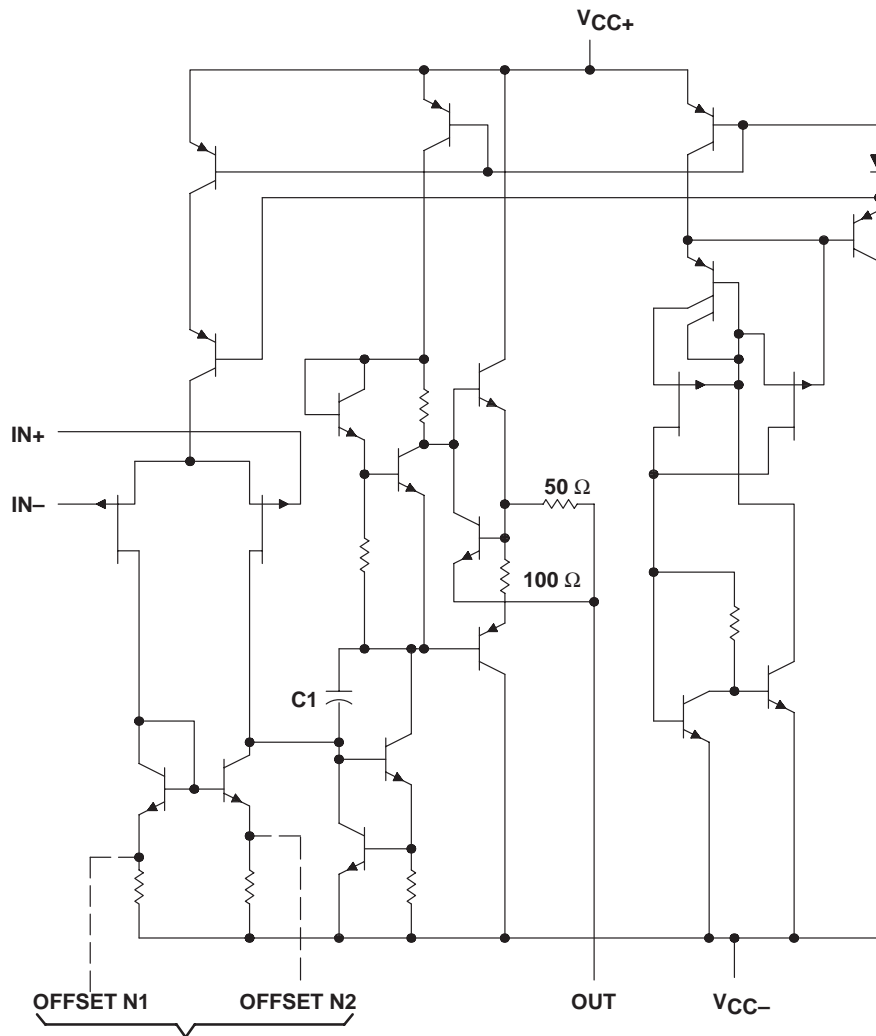 VCC+
IN+
IN−
50 Ω
100 Ω
C1
OFFSET N1
OFFSET N2
OUT
VCC−